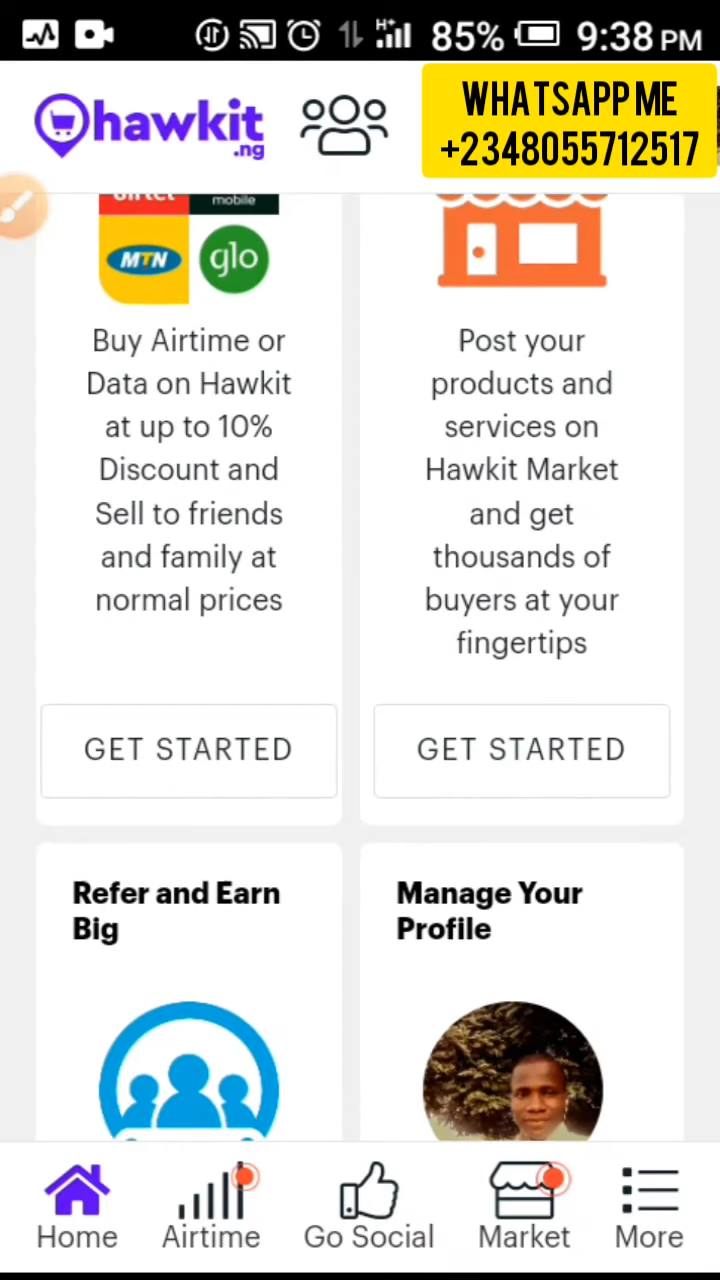 85% 9:38 PM
hawkit
.ng
WHATSAPP ME
+2348055712517
airtel
mobile
MTN
glo
Buy Airtime or
Data on Hawkit
at up to 10%
Discount and
Sell to friends
and family at
normal prices
GET STARTED
Post your
products and
services on
Hawkit Market
and get
thousands of
buyers at your
fingertips
GET STARTED
Refer and Earn
Big
Manage Your
Profile
Home
Airtime
Go Social
Market
More